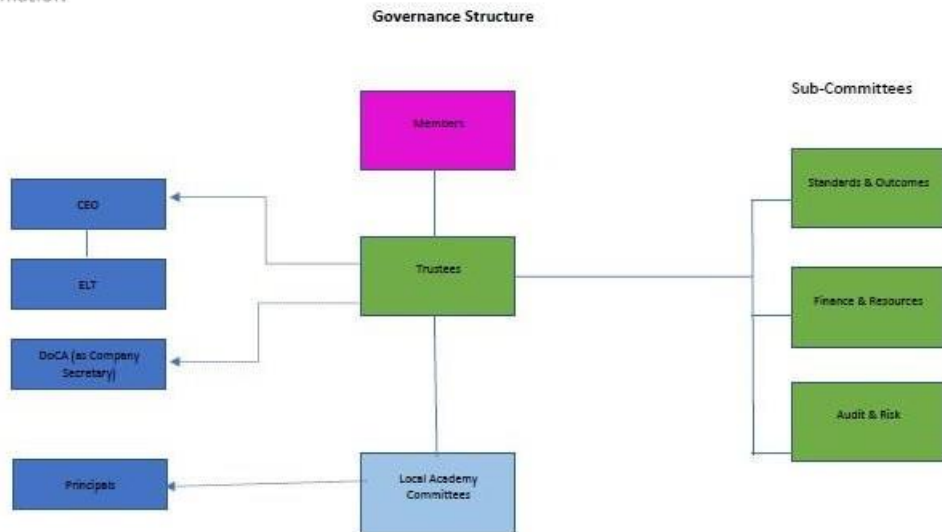 Governance Structure
Sub-Committees
Members
Standards & Outcomes
CEO
Trustees
ELT
Finance & Resources
DoCA (as Company
Secretary)
Audit & Risk
Principals
Local Academy
Committees